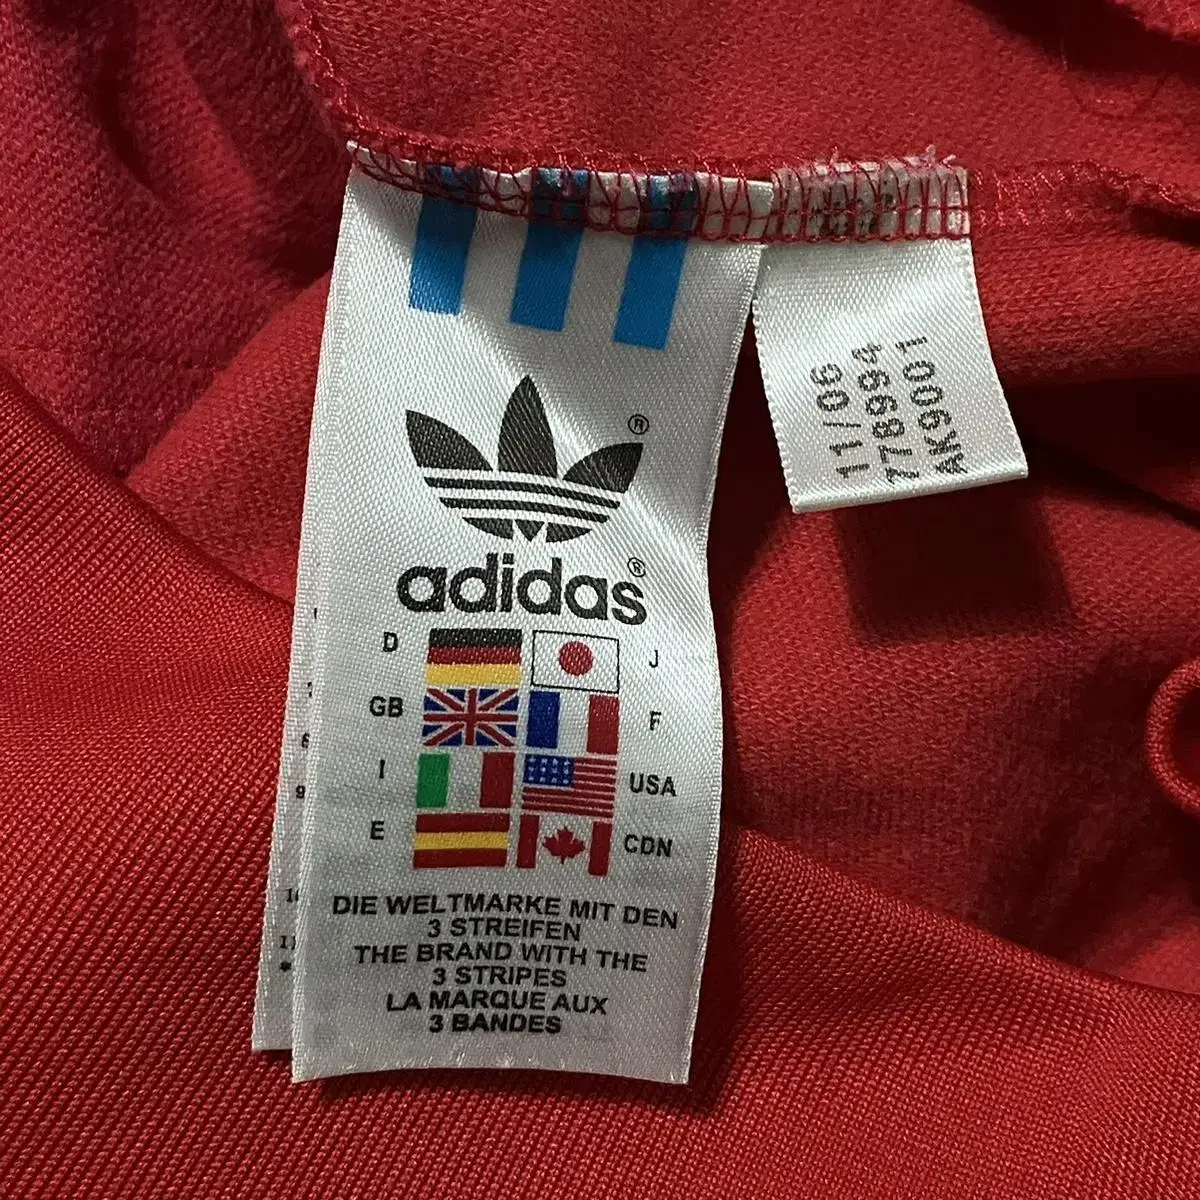 adidas
D
J
GB
F
I
USA
E
CDN
DIE WELTMARKE MIT DEN
3 STREIFEN
THE BRAND WITH THE
3 STRIPES
LA MARQUE AUX
3 BANDES
11/06
778994
AK9001